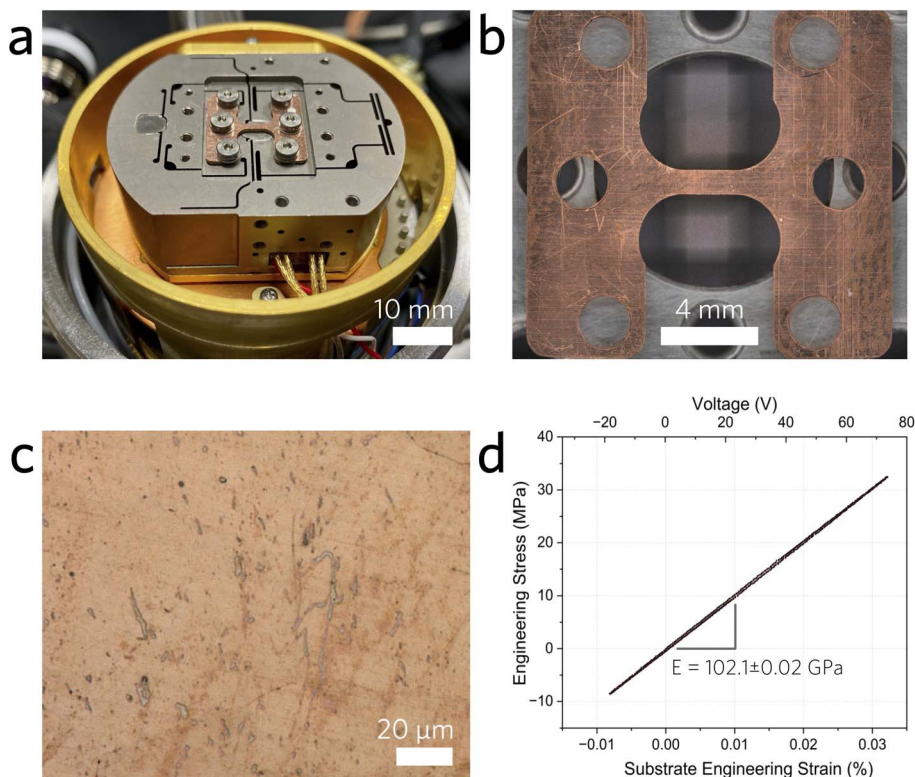 a
b
10 mm
4 mm
c
20 μm
d
Voltage (V)
−20 0 20 40 60 80
Engineering Stress (MPa)
40
30
20
10
0
−10
E = 102.1±0.02 GPa
−0.01 0.00 0.01 0.02 0.03
Substrate Engineering Strain (%)